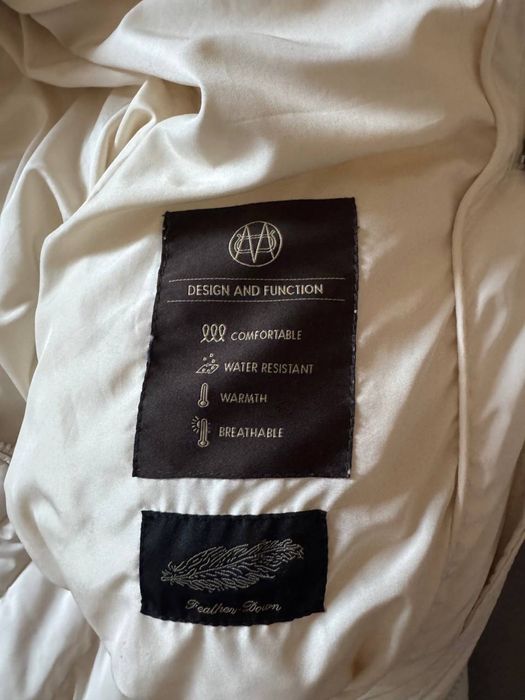 DESIGN AND FUNCTION
COMFORTABLE
WATER RESISTANT
WARMTH
BREATHABLE
Feather-Down